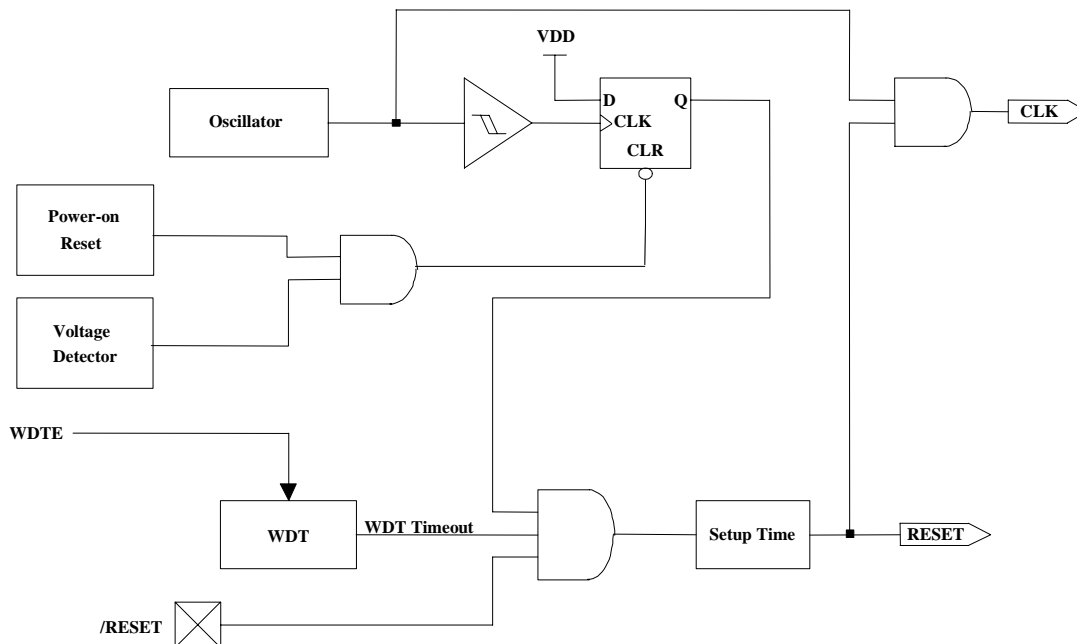 VDD
D
Q
Oscillator
CLK
CLK
CLR
Power-on
Reset
Voltage
Detector
WDTE
WDT
WDT Timeout
Setup Time
RESET
/RESET